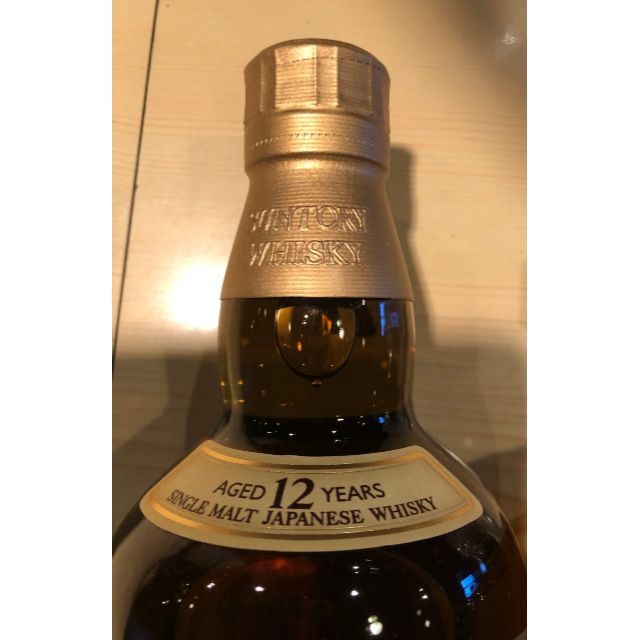 SUNTORY
WHISKY
AGED 12 YEARS
SINGLE MALT JAPANESE WHISKY